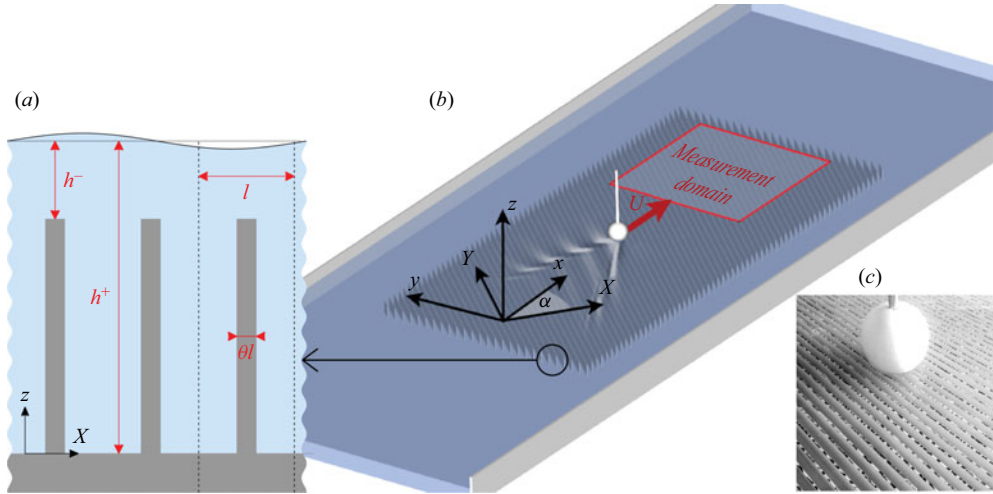 (a)
h–
l
h+
θl
z
X
(b)
Measurement
domain
U
z
Y
x
y
α
X
(c)